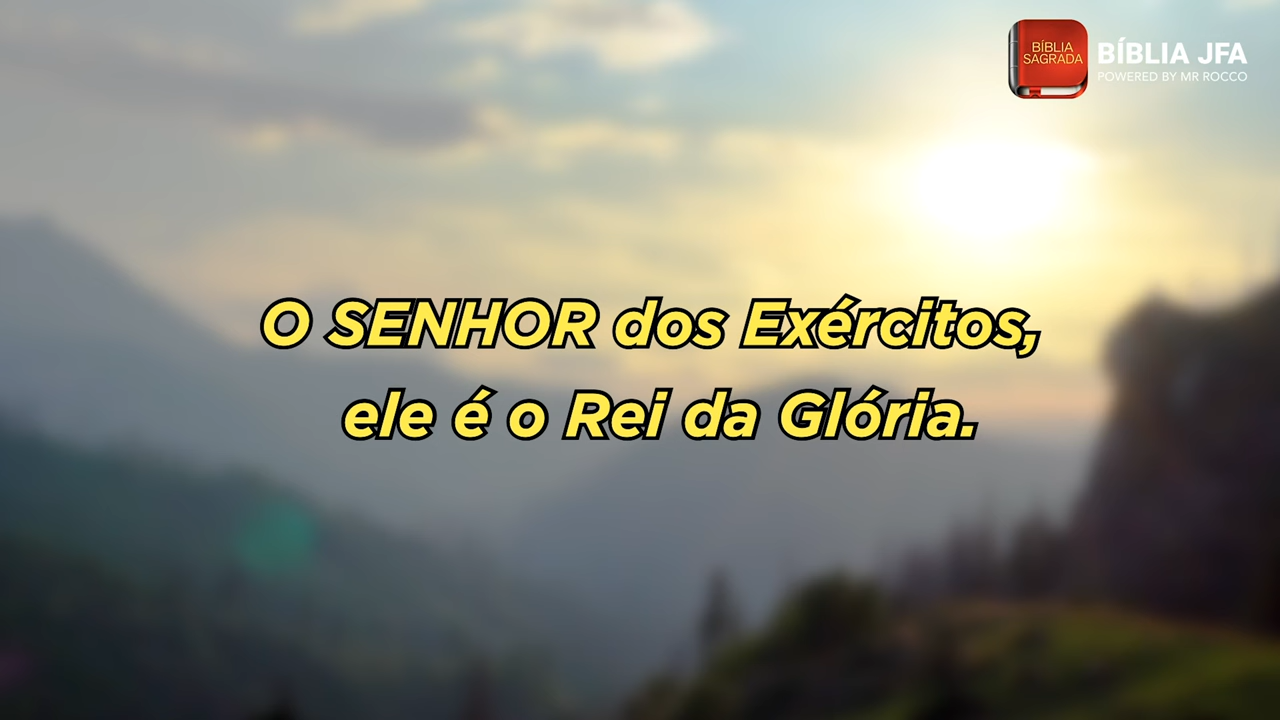 BÍBLIA
SAGRADA
BÍBLIA JFA
POWERED BY MR ROCCO
O SENHOR dos Exércitos,
ele é o Rei da Glória.